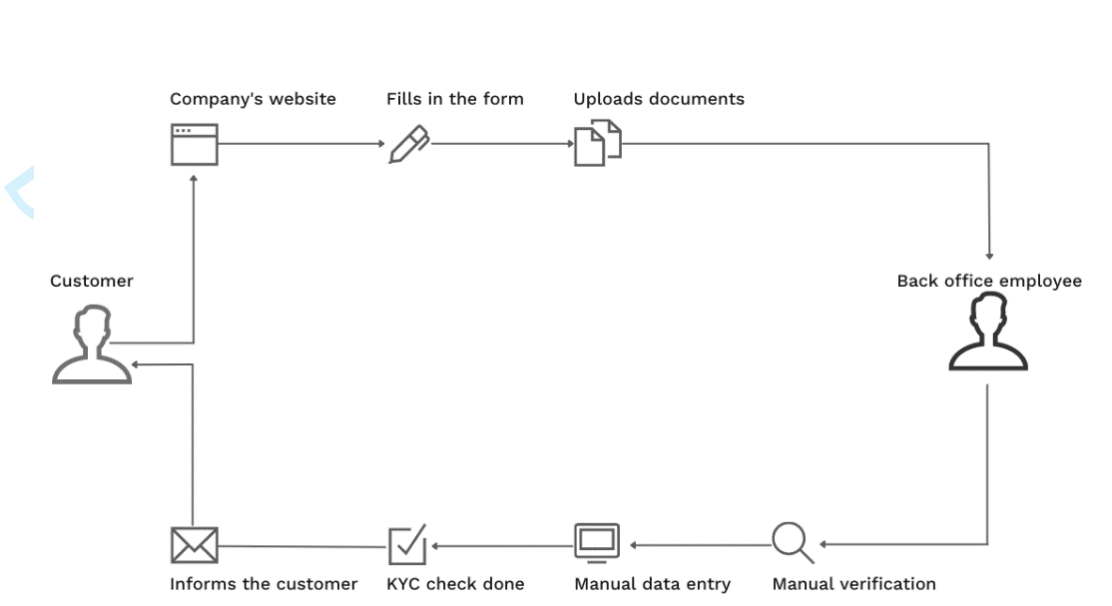 Company's website
Fills in the form
Uploads documents
Customer
Back office employee
Informs the customer
KYC check done
Manual data entry
Manual verification